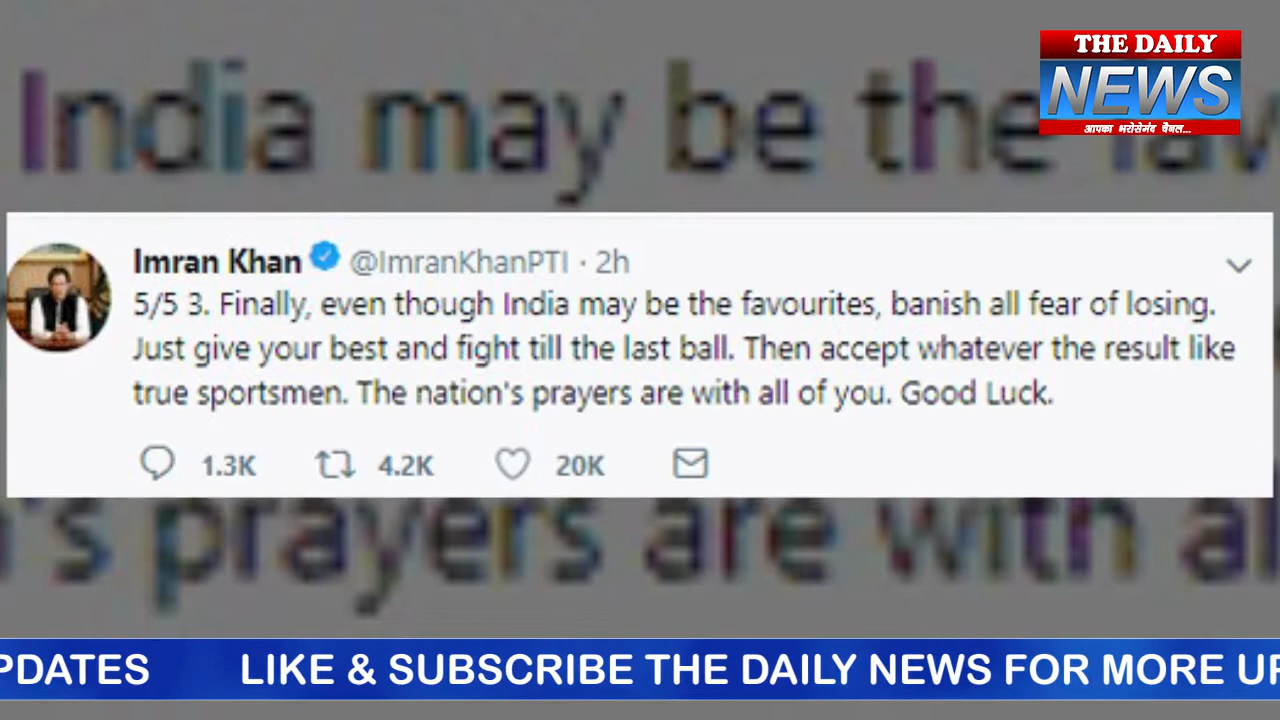 India may be the fav
THE DAILY
NEWS
आपका भरोसेमंद चैनल...
Imran Khan @ImranKhanPTI · 2h
5/5 3. Finally, even though India may be the favourites, banish all fear of losing.
Just give your best and fight till the last ball. Then accept whatever the result like
true sportsmen. The nation's prayers are with all of you. Good Luck.
1.3K 4.2K 20K
's prayers are with al
PDATES LIKE & SUBSCRIBE THE DAILY NEWS FOR MORE UP